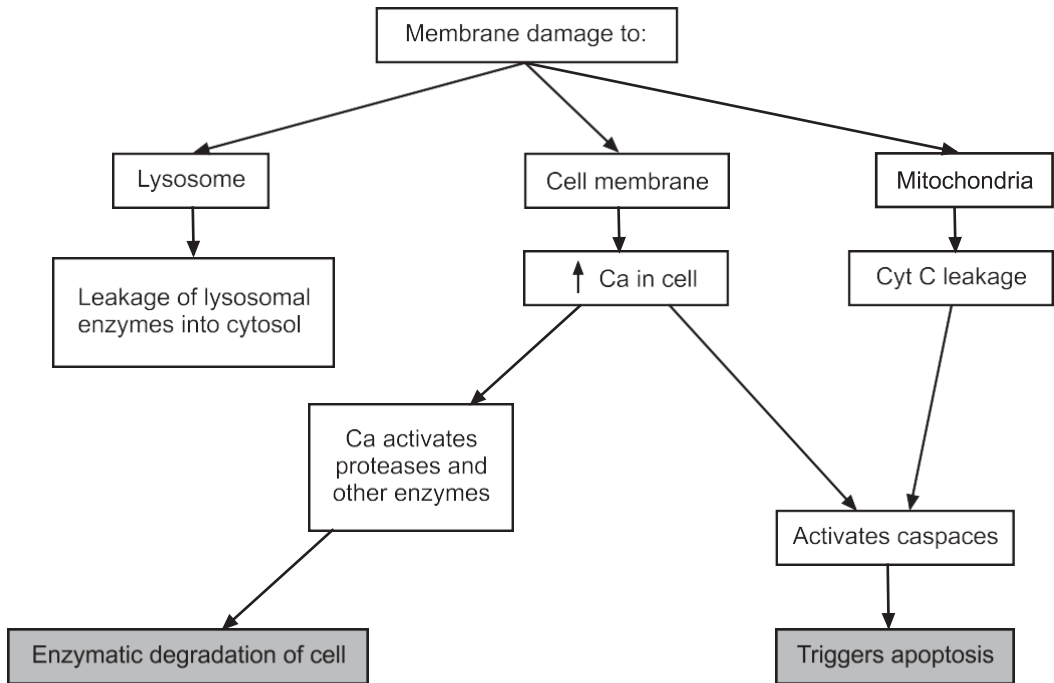 Membrane damage to:
Lysosome
Cell membrane
Mitochondria
Leakage of lysosomal
enzymes into cytosol
Ca in cell
Cyt C leakage
Ca activates
proteases and
other enzymes
Activates caspaces
Enzymatic degradation of cell
Triggers apoptosis